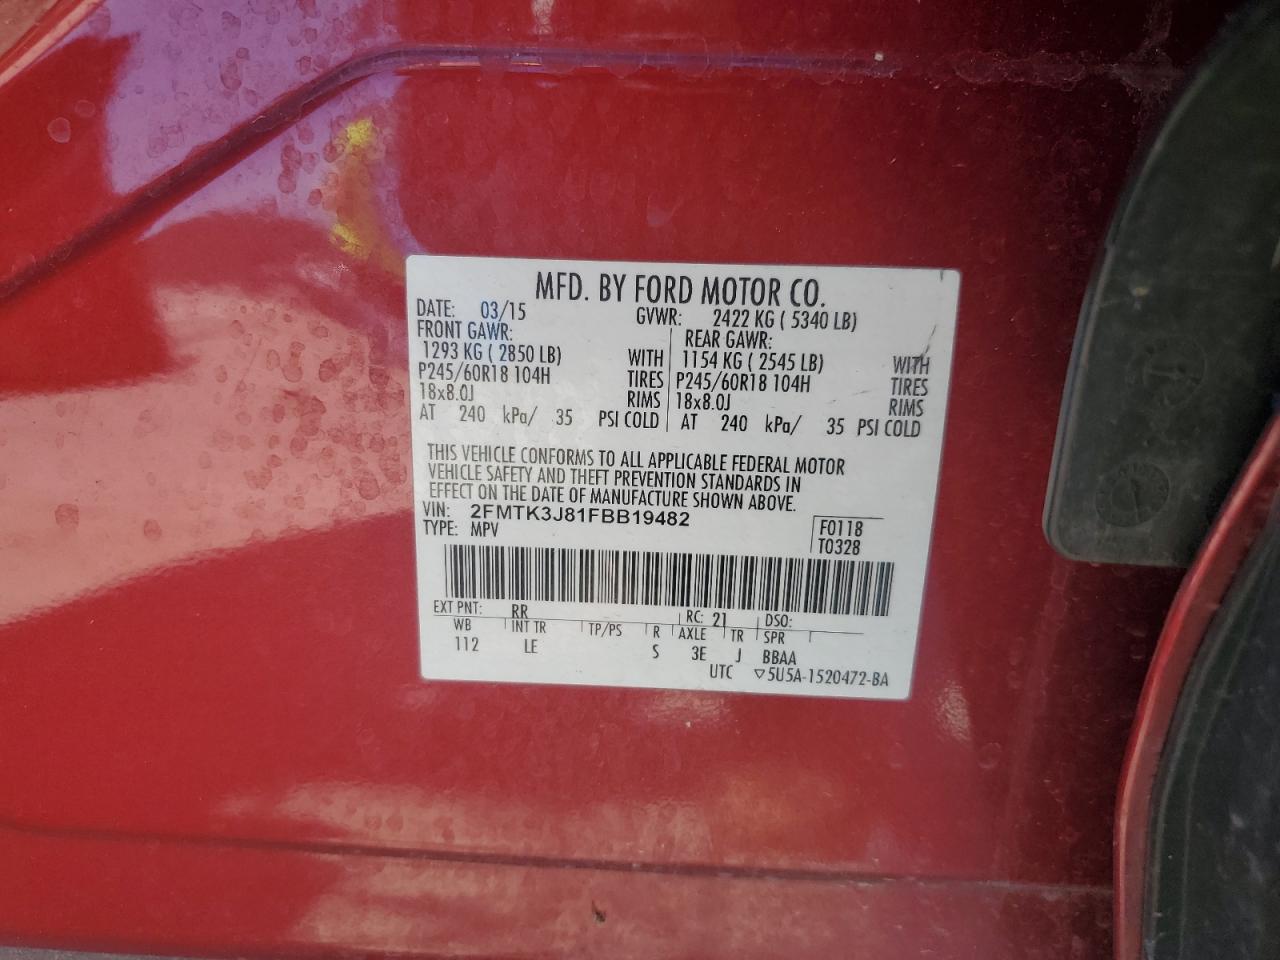 MFD. BY FORD MOTOR CO.
DATE: 03/15 GVWR: 2422 KG ( 5340 LB)
FRONT GAWR: REAR GAWR:
1293 KG ( 2850 LB) WITH 1154 KG ( 2545 LB) WITH
P245/60R18 104H TIRES P245/60R18 104H TIRES
18x8.0J RIMS 18x8.0J RIMS
AT 240 kPa/ 35 PSI COLD AT 240 kPa/ 35 PSI COLD
THIS VEHICLE CONFORMS TO ALL APPLICABLE FEDERAL MOTOR
VEHICLE SAFETY AND THEFT PREVENTION STANDARDS IN
EFFECT ON THE DATE OF MANUFACTURE SHOWN ABOVE.
VIN: 2FMTK3J81FBB19482
TYPE: MPV F0118
T0328
EXT PNT: RR RC: 21 DSO:
WB INT TR TP/PS R AXLE TR SPR
112 LE S 3E J BBAA
UTC ▽5U5A-1520472-BA